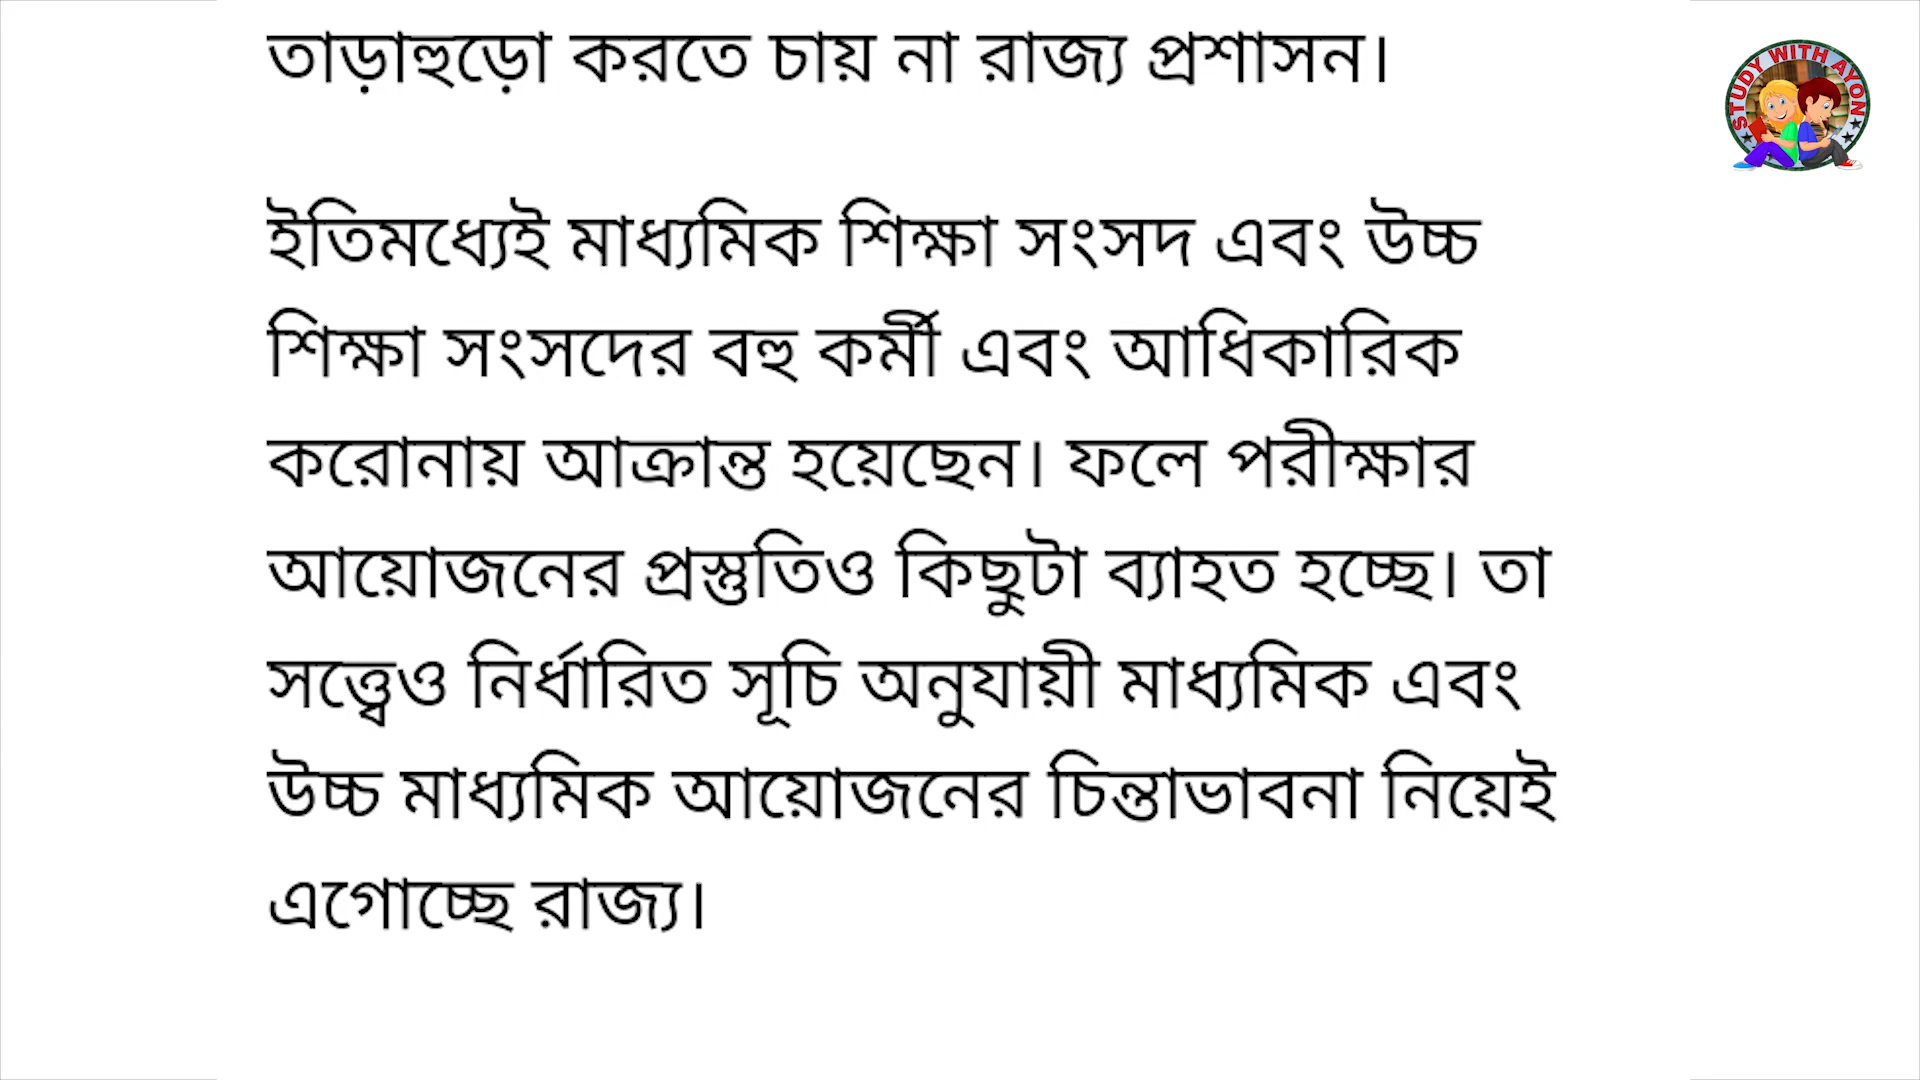 তাড়াহুড়ো করতে চায় না রাজ্য প্রশাসন।
STUDY WITH AYON
ইতিমধ্যেই মাধ্যমিক শিক্ষা সংসদ এবং উচ্চ
শিক্ষা সংসদের বহু কর্মী এবং আধিকারিক
করোনায় আক্রান্ত হয়েছেন। ফলে পরীক্ষার
আয়োজনের প্রস্তুতিও কিছুটা ব্যাহত হচ্ছে। তা
সত্ত্বেও নির্ধারিত সূচি অনুযায়ী মাধ্যমিক এবং
উচ্চ মাধ্যমিক আয়োজনের চিন্তাভাবনা নিয়েই
এগোচ্ছে রাজ্য।